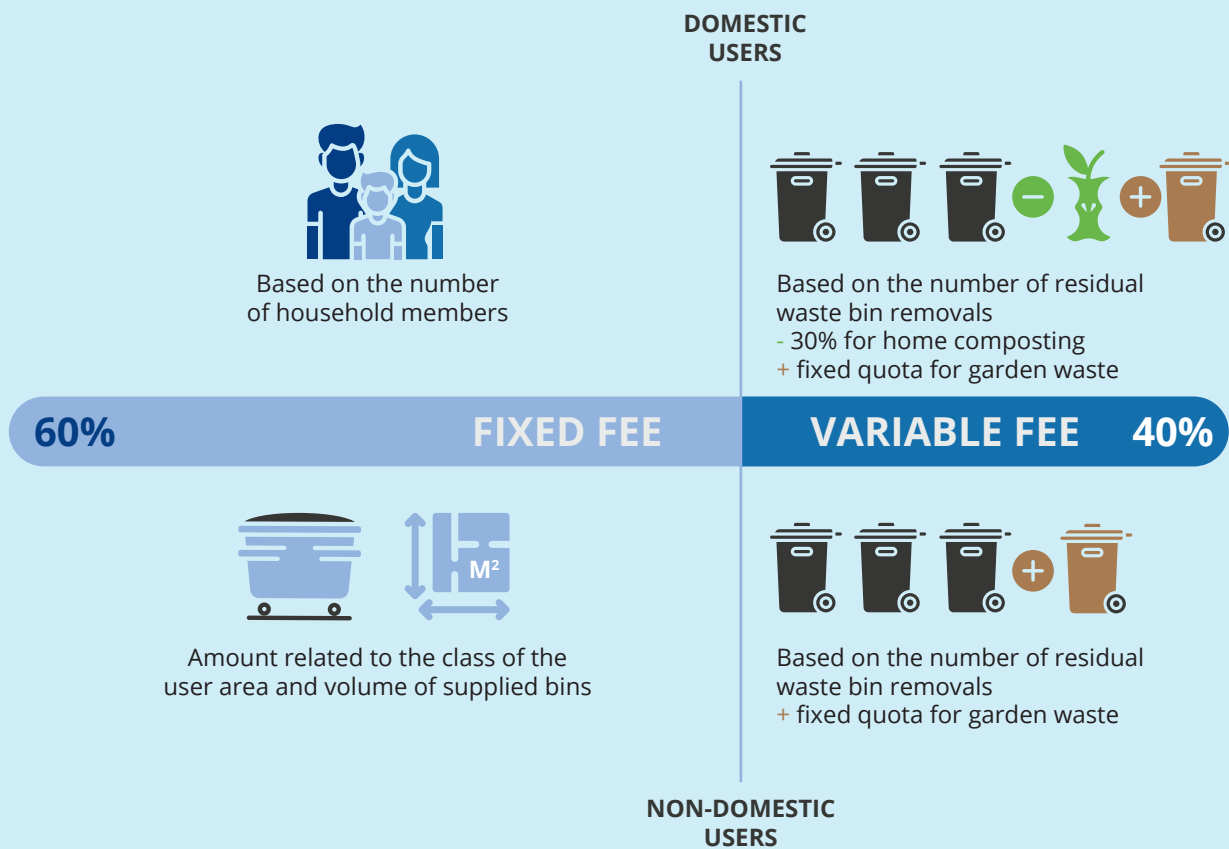 DOMESTIC
USERS
Based on the number
of household members
Based on the number of residual
waste bin removals
- 30% for home composting
+ fixed quota for garden waste
60%
FIXED FEE
VARIABLE FEE
40%
M²
Amount related to the class of the
user area and volume of supplied bins
Based on the number of residual
waste bin removals
+ fixed quota for garden waste
NON-DOMESTIC
USERS